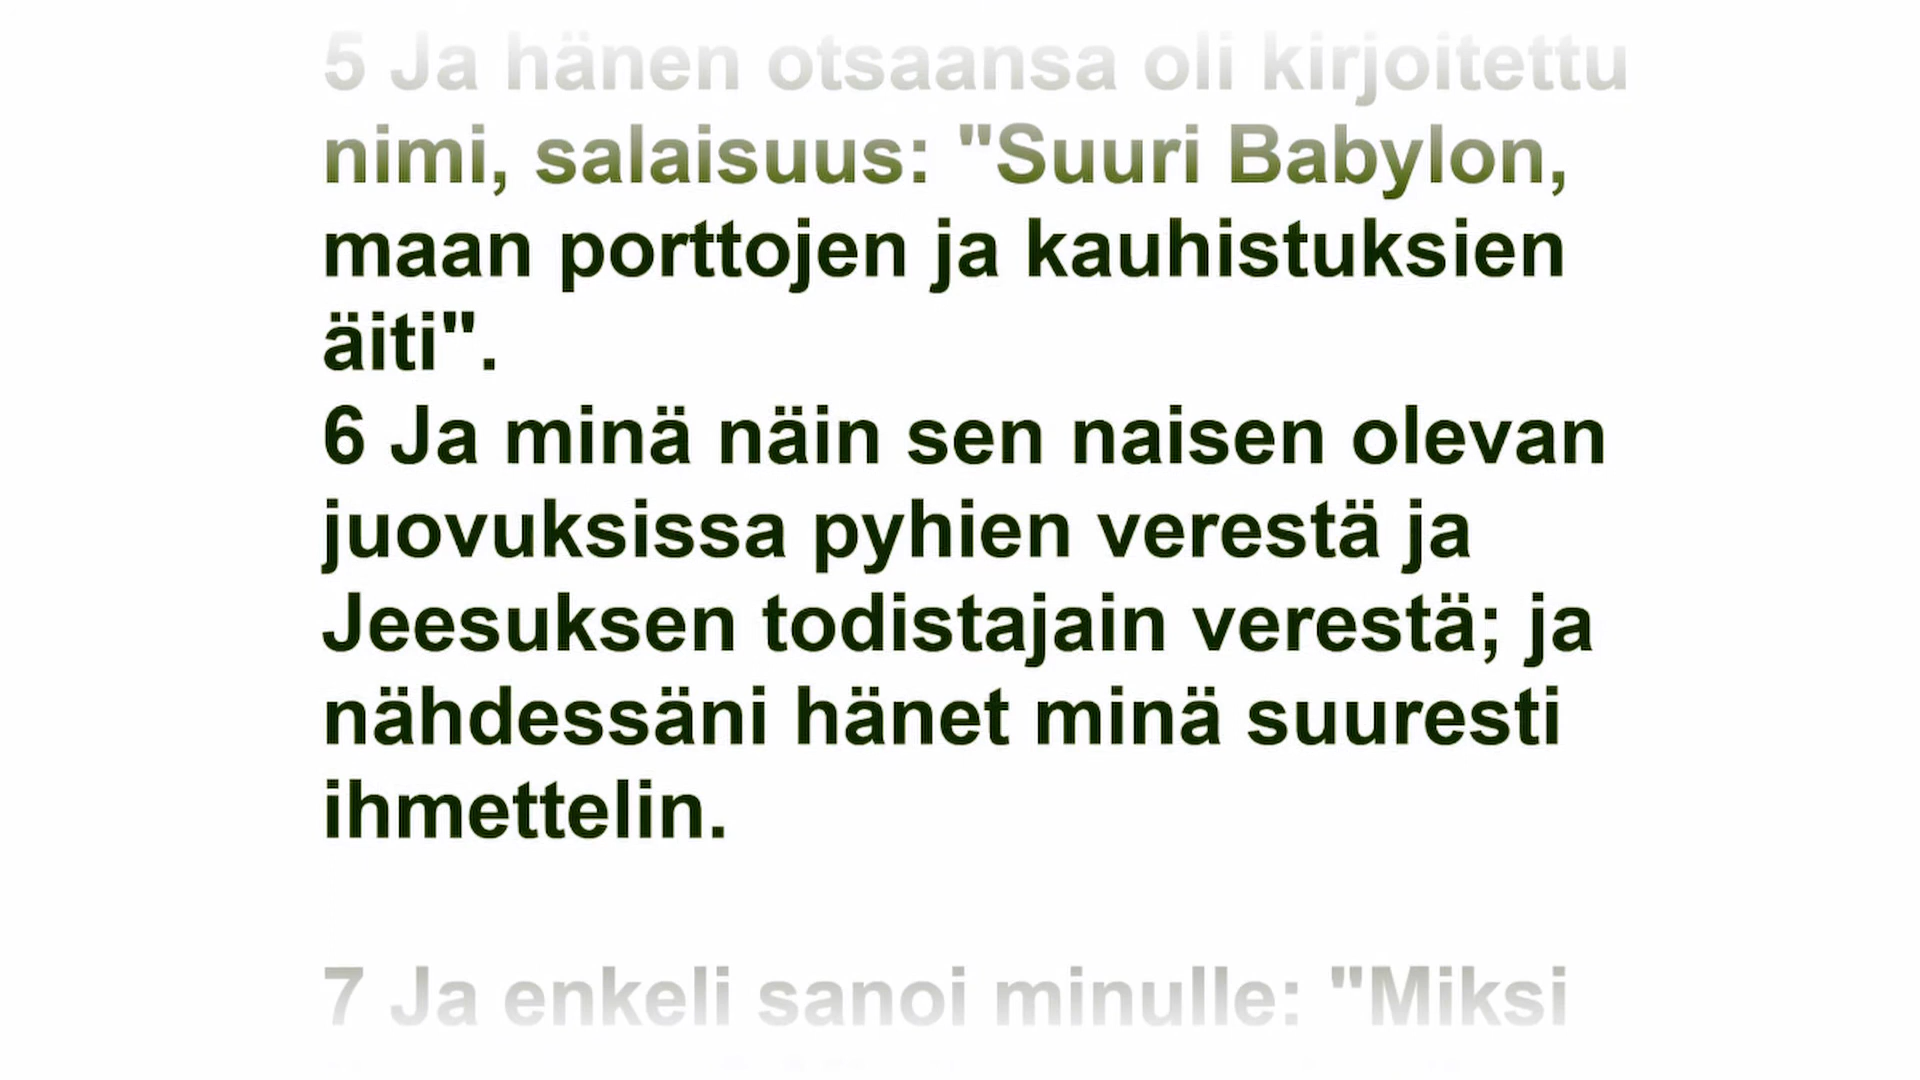 5 Ja hänen otsaansa oli kirjoitettu
nimi, salaisuus: "Suuri Babylon,
maan porttojen ja kauhistuksien
äiti".
6 Ja minä näin sen naisen olevan
juovuksissa pyhien verestä ja
Jeesuksen todistajain verestä; ja
nähdessäni hänet minä suuresti
ihmettelin.
7 Ja enkeli sanoi minulle: "Miksi